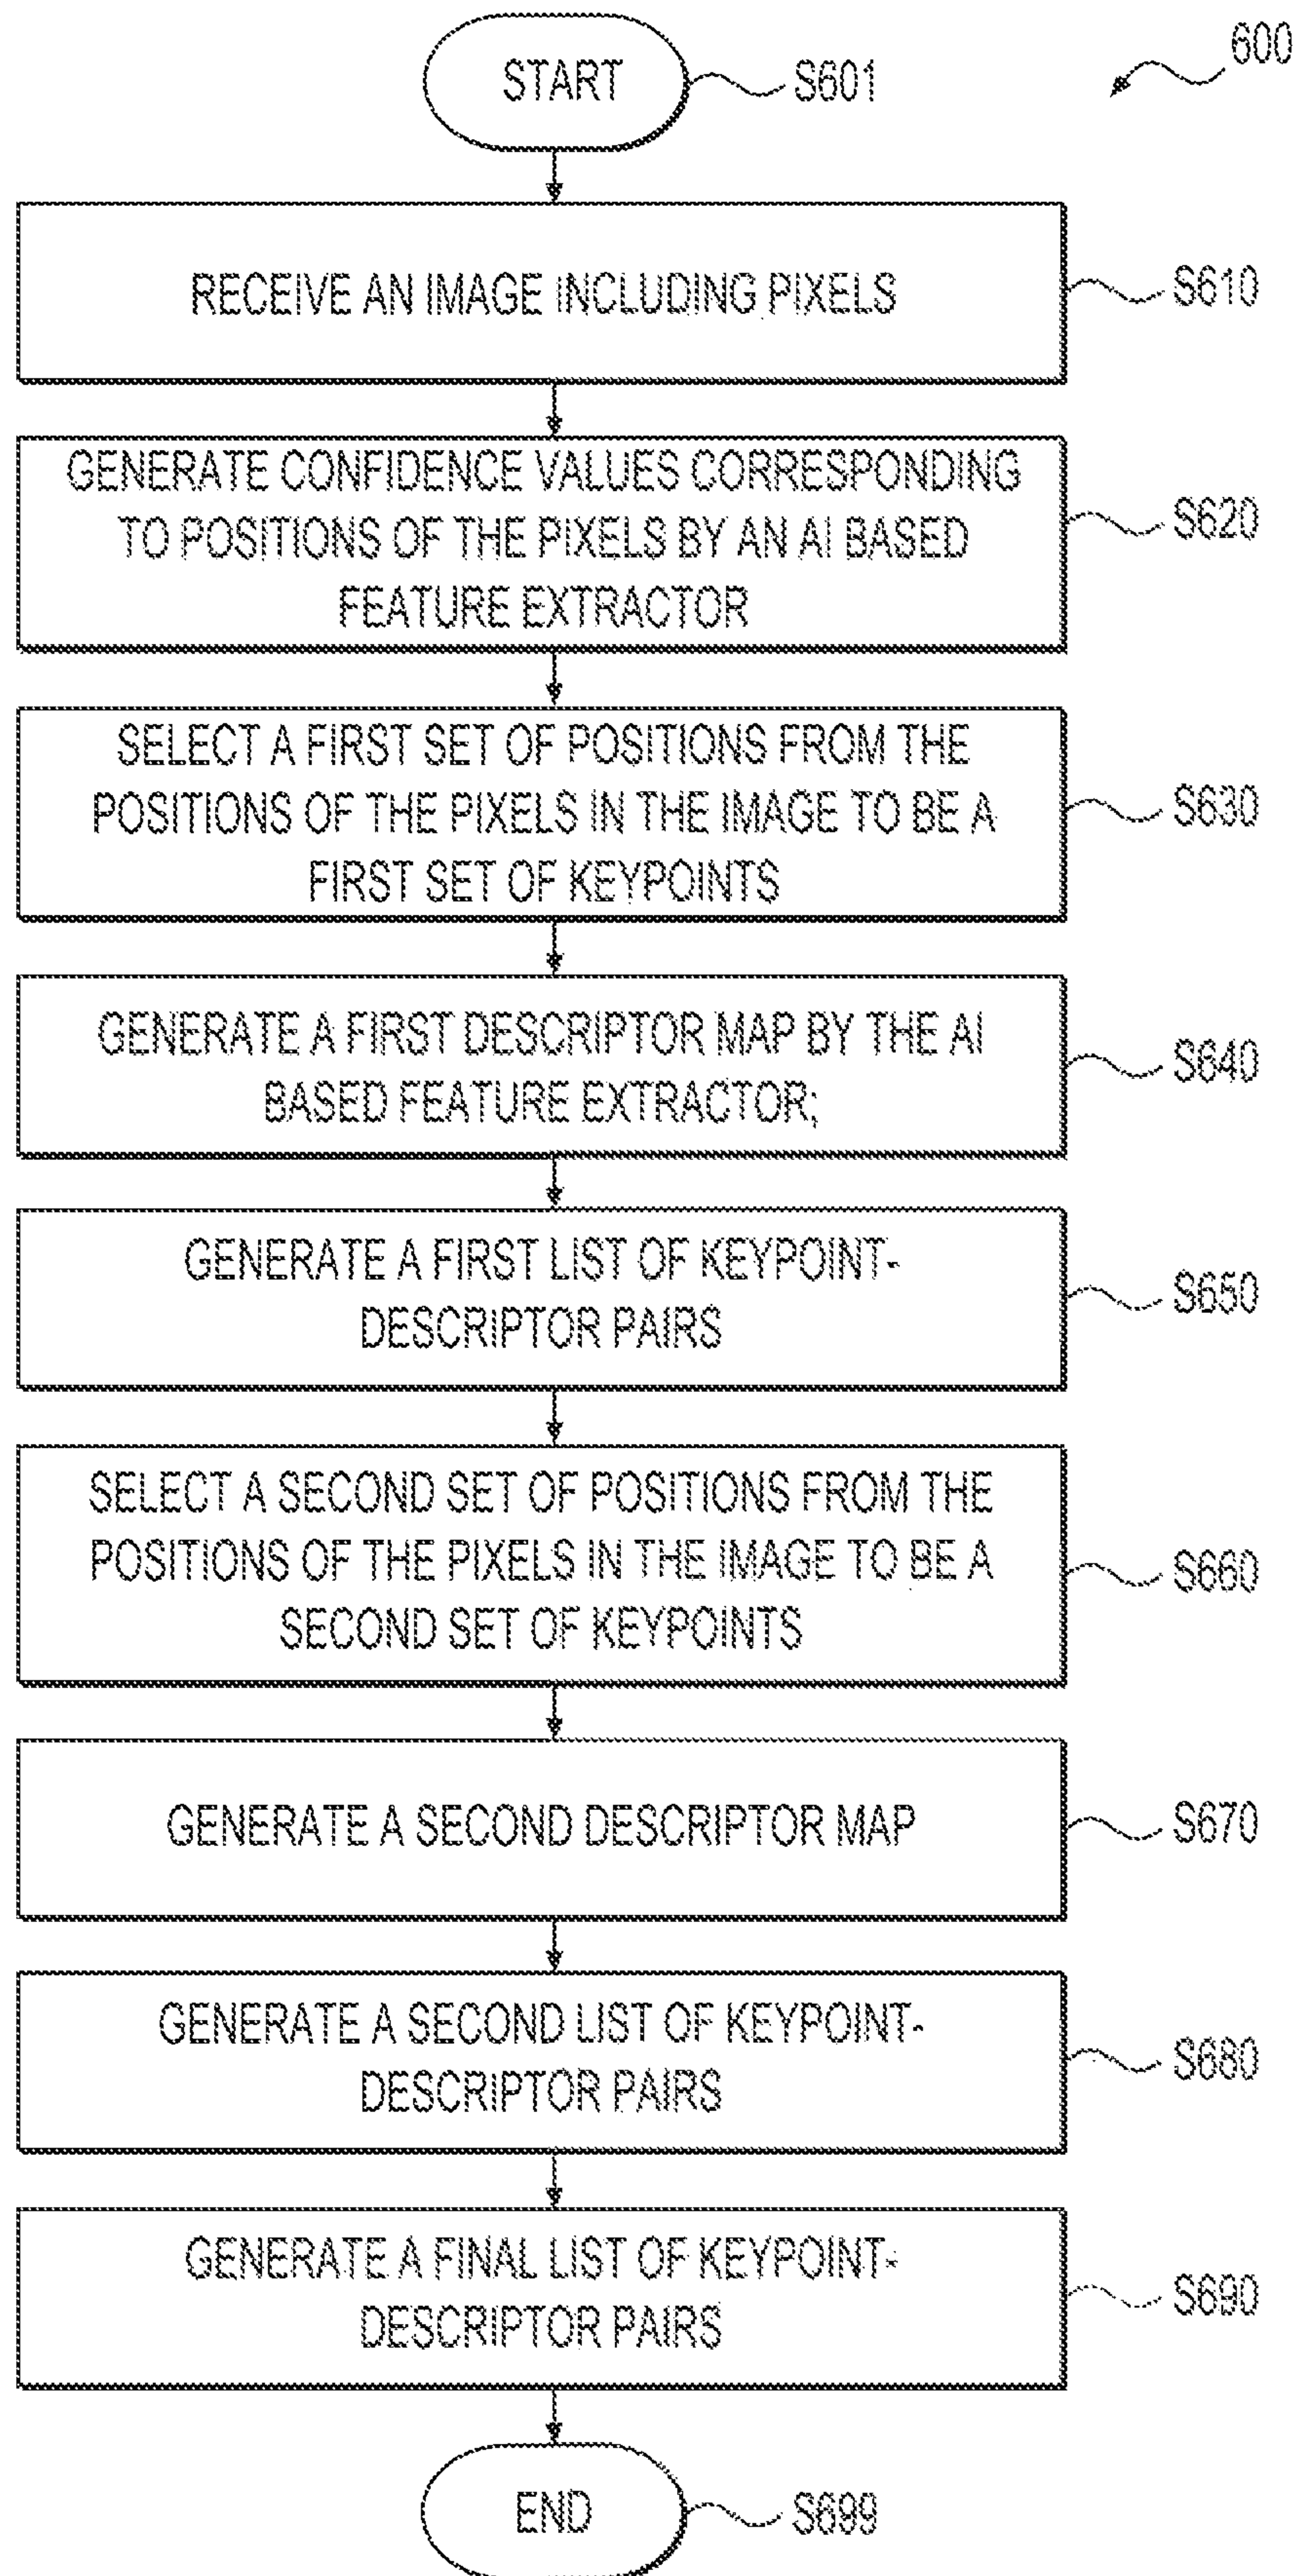 600
START
S601
RECEIVE AN IMAGE INCLUDING PIXELS
S610
GENERATE CONFIDENCE VALUES CORRESPONDING
TO POSITIONS OF THE PIXELS BY AN AI BASED
FEATURE EXTRACTOR
S620
SELECT A FIRST SET OF POSITIONS FROM THE
POSITIONS OF THE PIXELS IN THE IMAGE TO BE A
FIRST SET OF KEYPOINTS
S630
GENERATE A FIRST DESCRIPTOR MAP BY THE AI
BASED FEATURE EXTRACTOR;
S640
GENERATE A FIRST LIST OF KEYPOINT-
DESCRIPTOR PAIRS
S650
SELECT A SECOND SET OF POSITIONS FROM THE
POSITIONS OF THE PIXELS IN THE IMAGE TO BE A
SECOND SET OF KEYPOINTS
S660
GENERATE A SECOND DESCRIPTOR MAP
S670
GENERATE A SECOND LIST OF KEYPOINT-
DESCRIPTOR PAIRS
S680
GENERATE A FINAL LIST OF KEYPOINT-
DESCRIPTOR PAIRS
S690
END
S699